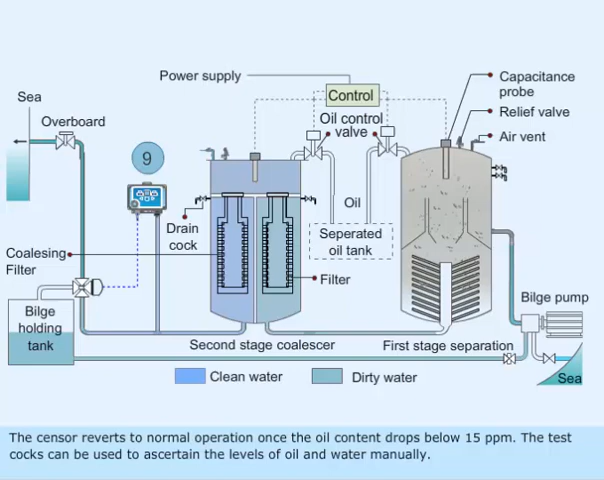 Power supply
Control
Capacitance
probe
Sea
Relief valve
Overboard
Oil control
valve
Air vent
9
Oil
Drain
cock
Seperated
oil tank
Coalesing
Filter
Filter
Bilge pump
Bilge
holding
tank
Second stage coalescer
First stage separation
Sea
Clean water
Dirty water
The censor reverts to normal operation once the oil content drops below 15 ppm. The test
cocks can be used to ascertain the levels of oil and water manually.